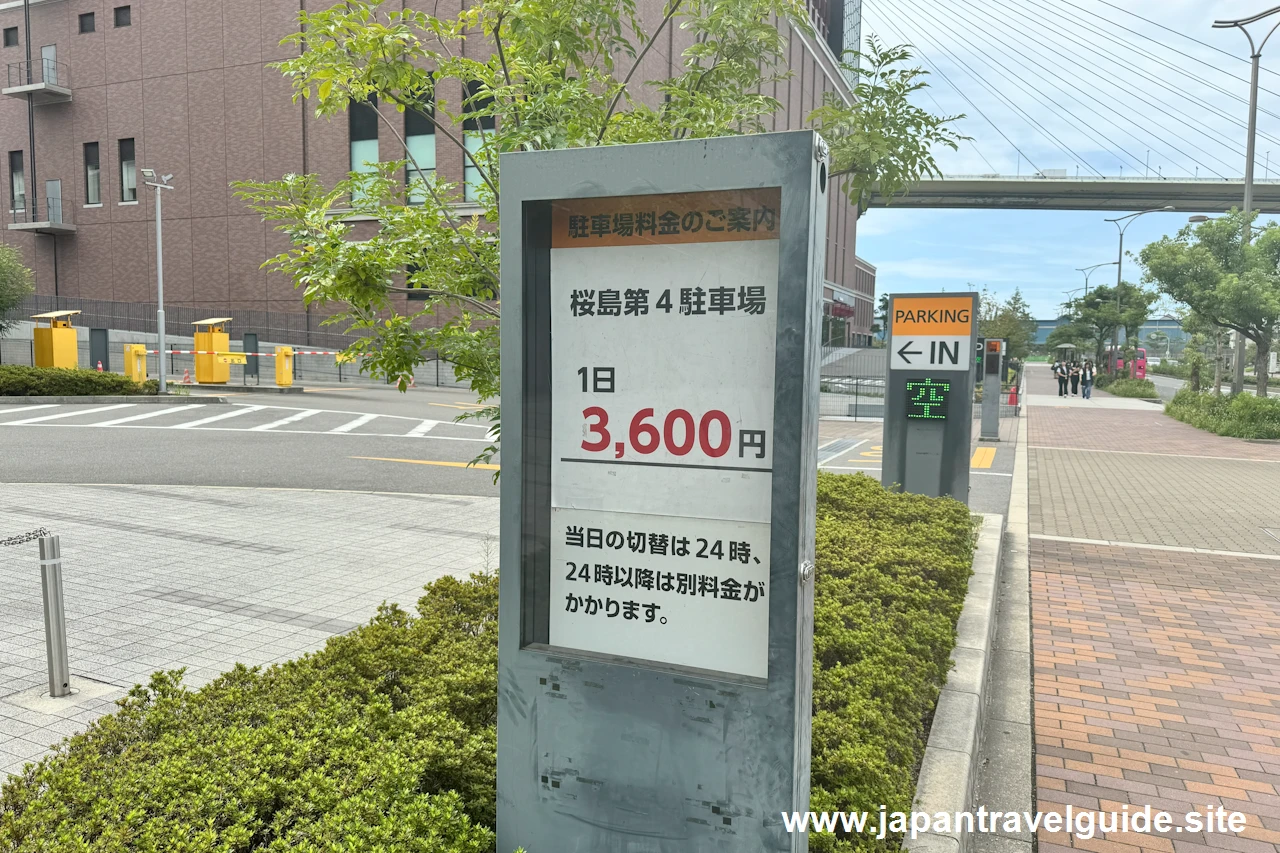 駐車場料金のご案内
桜島第4駐車場
1日
3,600円
当日の切替は24時、
24時以降は別料金が
かかります。
PARKING
←IN
空
www.japantravelguide.site